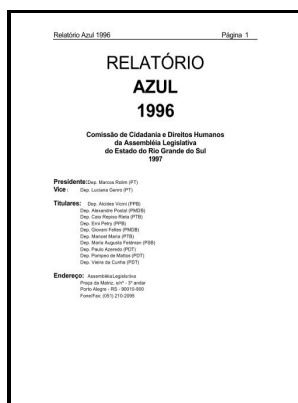 Relatório Azul 1996 Página 1
RELATÓRIO
AZUL
1996
Comissão de Cidadania e Direitos Humanos
da Assembléia Legislativa
do Estado do Rio Grande do Sul
1997
Presidente: Dep. Marcos Rolim (PT)
Vice : Dep. Luciana Genro (PT)
Titulares: Dep. Alcides Vicini (PPB)
Dep. Alexandre Postal (PMDB)
Dep. Caio Repiso Riela (PTB)
Dep. Erni Petry (PPB)
Dep. Giovani Feltes (PMDB)
Dep. Manoel Maria (PTB)
Dep. Maria Augusta Feldman (PSB)
Dep. Paulo Azeredo (PDT)
Dep. Pompeo de Mattos (PDT)
Dep. Vieira da Cunha (PDT)
Endereço: Assembléia Legislativa
Praça da Matriz, s/nº - 3º andar
Porto Alegre - RS - 90010-900
Fone/Fax: (051) 210-2095